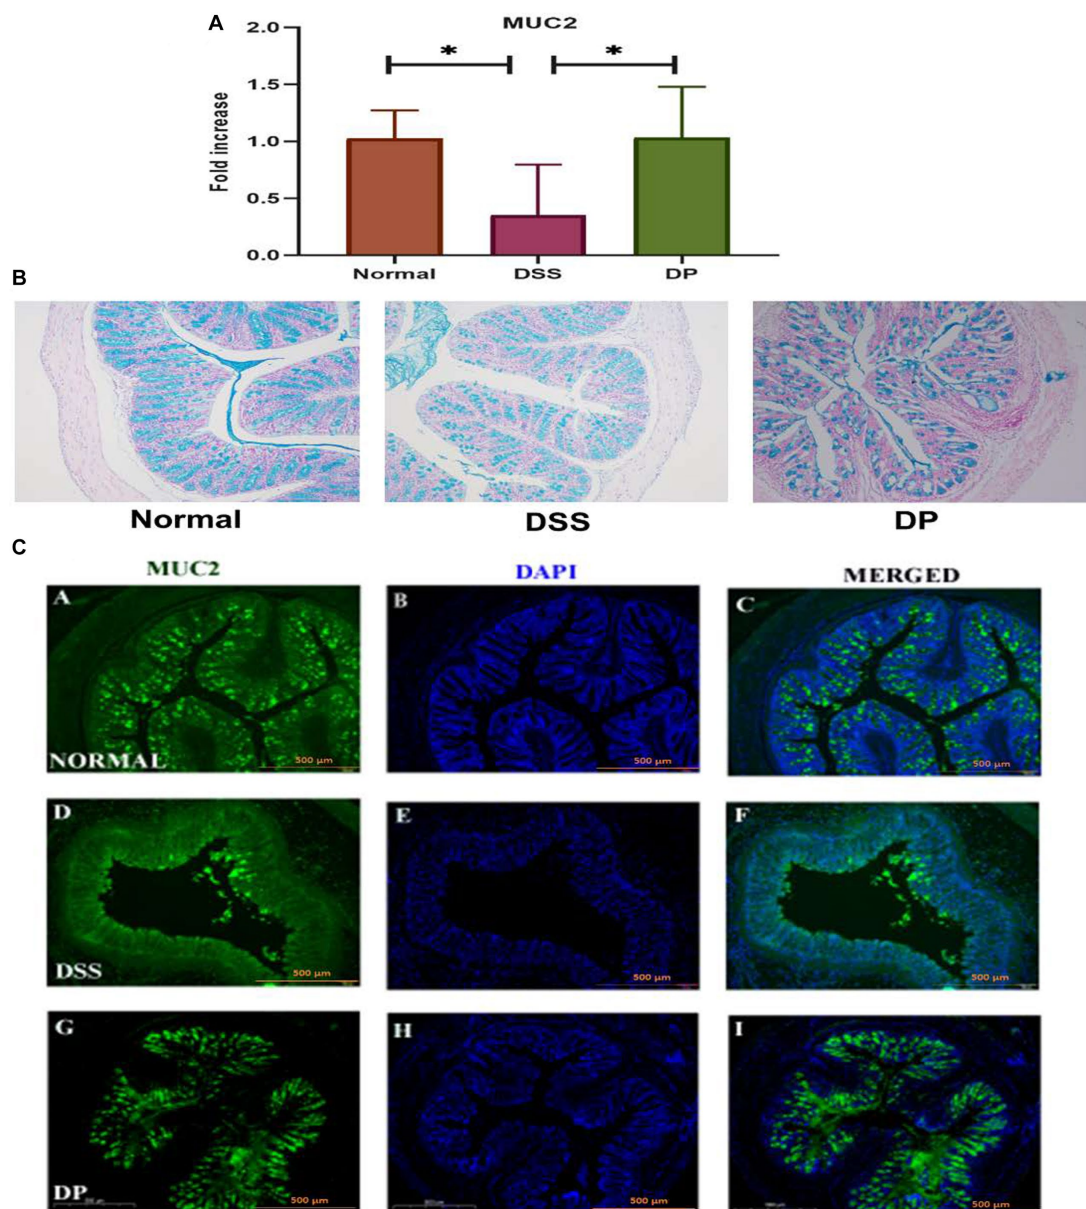 A
MUC2
2.0
1.5
1.0
0.5
0.0
Fold increase
*
*
Normal DSS DP
B
Normal DSS DP
C
MUC2 DAPI MERGED
A B C
NORMAL
500 µm 500 µm 500 µm
D E F
DSS
500 µm 500 µm 500 µm
G H I
DP
500 µm 500 µm 500 µm